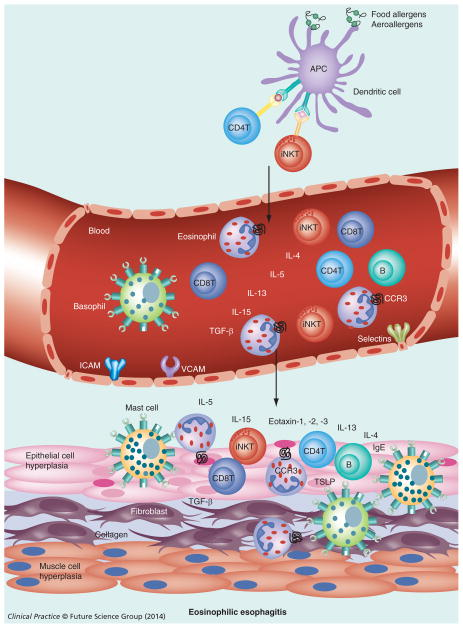 Food allergens
Aeroallergens
APC
Dendritic cell
CD4T
iNKT
Blood
Eosinophil
iNKT
CD8T
IL-4
IL-5
CD4T
B
CD8T
IL-13
Basophil
CCR3
IL-15
TGF-β
iNKT
Selectins
ICAM
VCAM
IL-5
Mast cell
IL-15
Eotaxin-1, -2, -3
IL-13
IL-4
IgE
iNKT
CD4T
Epithelial cell
hyperplasia
CD8T
CCR3
B
TSLP
TGF-β
Fibroblast
Collagen
Muscle cell
hyperplasia
Eosinophilic esophagitis
Clinical Practice © Future Science Group (2014)